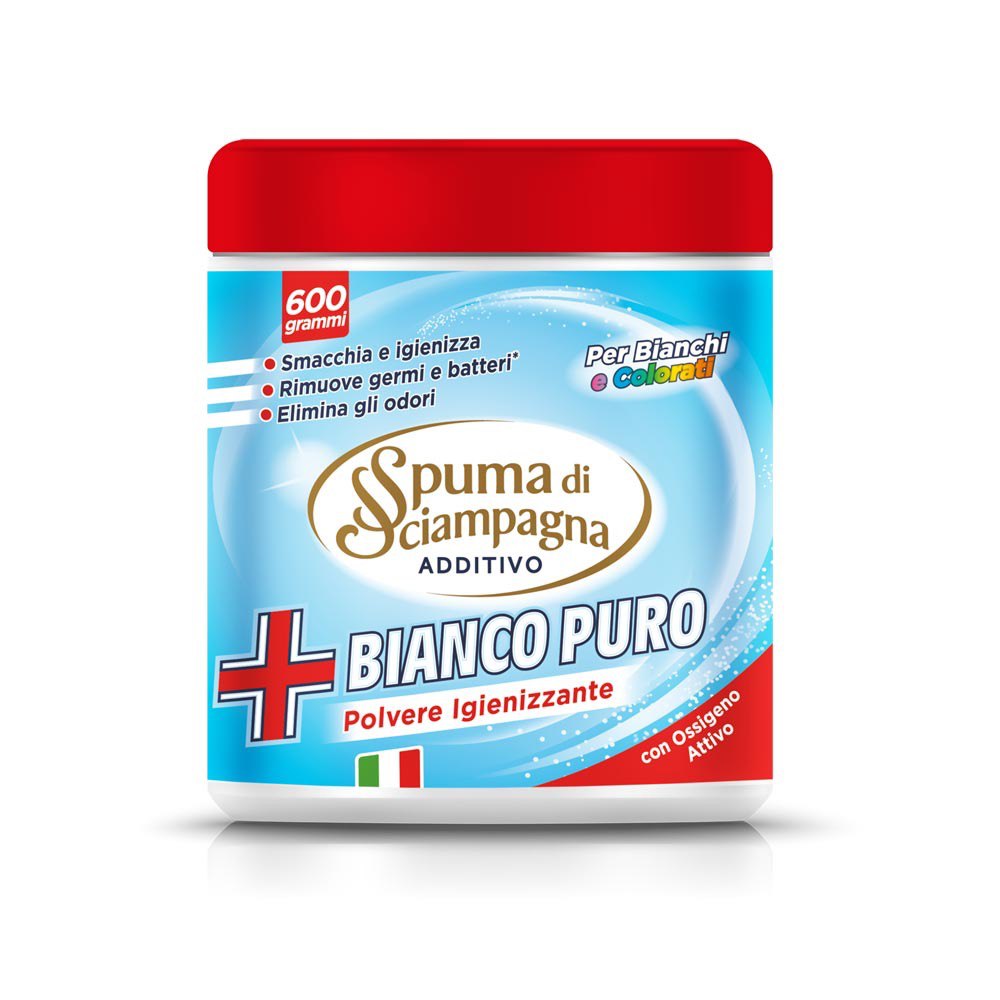 600
grammi
• Smacchia e igienizza
• Rimuove germi e batteri*
• Elimina gli odori
Per Bianchi
e Colorati
Spuma di
Sciampagna
ADDITIVO
BIANCO PURO
Polvere Igienizzante
con Ossigeno
Attivo